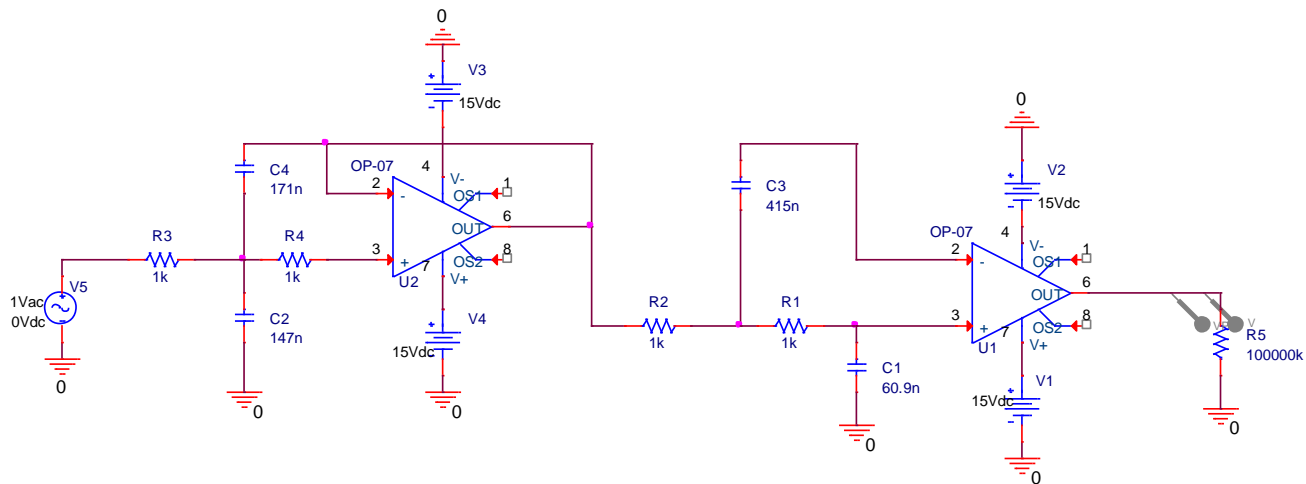 0
V3
15Vdc
C4
171n
OP-07
4
V-
1
2
-
OS1
OUT
6
3
+
7
OS2
8
U2
V+
R3
1k
R4
1k
V5
1Vac
0Vdc
C2
147n
V4
15Vdc
0
0
0
R2
1k
R1
1k
C3
415n
C1
60.9n
0
0
V2
15Vdc
OP-07
4
V-
1
2
-
OS1
OUT
6
3
+
7
OS2
8
U1
V+
V1
15Vdc
0
V
R5
100000k
0